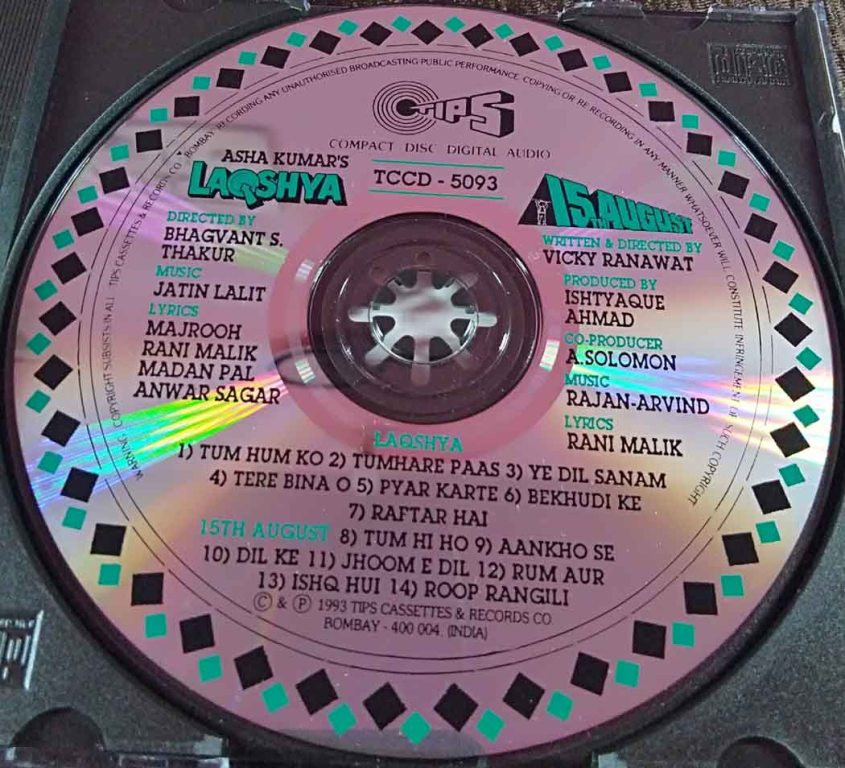 WARNING: COPYRIGHT SUBSISTS IN ALL TIPS CASSETTES & RECORDS CO. BOMBAY. RECORDING ANY UNAUTHORISED BROADCASTING PUBLIC PERFORMANCE. COPYING OR RE RECORDING IN ANY MANNER WHATSOEVER WILL CONSTITUTE INFRINGEMENT OF SUCH COPYRIGHT
TIPS
COMPACT DISC DIGITAL AUDIO
TCCD - 5093
ASHA KUMAR'S
LAQSHYA
DIRECTED BY
BHAGVANT S.
THAKUR
MUSIC
JATIN LALIT
LYRICS
MAJROOH
RANI MALIK
MADAN PAL
ANWAR SAGAR
15TH AUGUST
WRITTEN & DIRECTED BY
VICKY RANAWAT
PRODUCED BY
ISHTYAQUE
AHMAD
CO-PRODUCER
A.SOLOMON
MUSIC
RAJAN-ARVIND
LYRICS
RANI MALIK
LAQSHYA
1) TUM HUM KO 2) TUMHARE PAAS 3) YE DIL SANAM
4) TERE BINA O 5) PYAR KARTE 6) BEKHUDI KE
7) RAFTAR HAI
15TH AUGUST 8) TUM HI HO 9) AANKHO SE
10) DIL KE 11) JHOOM E DIL 12) RUM AUR
13) ISHQ HUI 14) ROOP RANGILI
© & ℗ 1993 TIPS CASSETTES & RECORDS CO.
BOMBAY - 400 004. (INDIA)